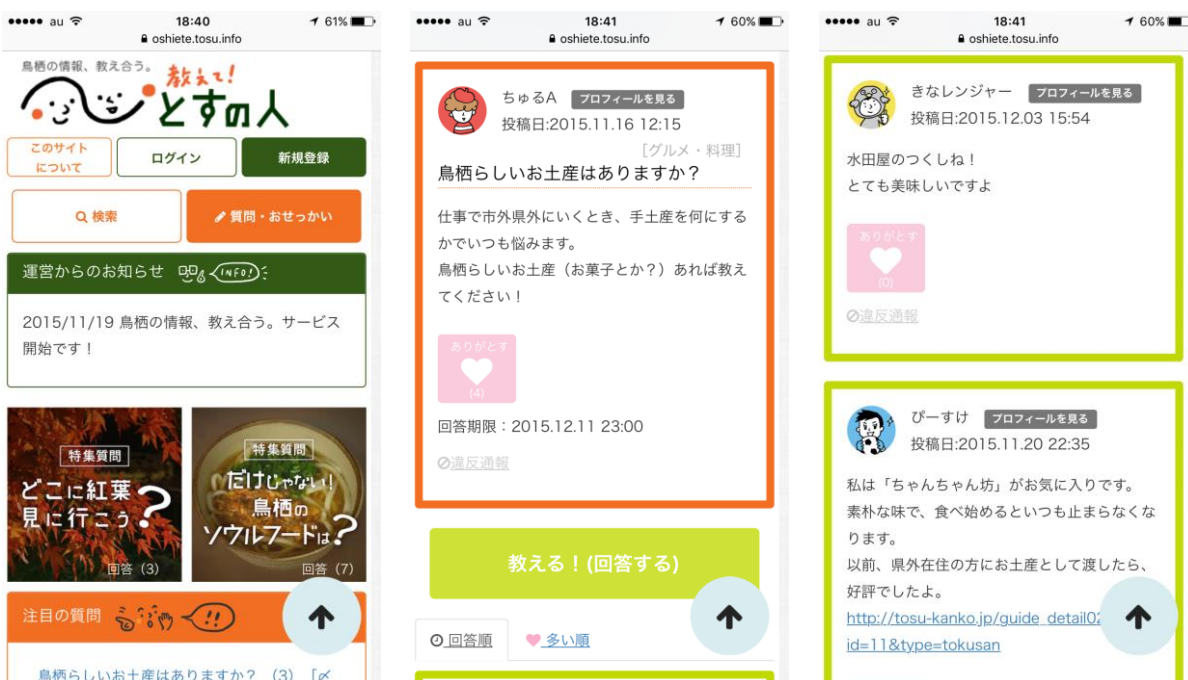 au 18:40 61%
oshiete.tosu.info
鳥栖の情報、教え合う。
教えて!
とすの人
このサイト
について
ログイン
新規登録
検索
質問・おせっかい
運営からのお知らせ INFO!
2015/11/19 鳥栖の情報、教え合う。サービス
開始です！
特集質問
どこに紅葉
見に行こう?
回答（3）
特集質問
だけじゃない!
鳥栖の
ソウルフードは?
回答（7）
注目の質問 !!
鳥栖らしいお土産はありますか？（3）「〆
au 18:41 60%
oshiete.tosu.info
ちゅるA プロフィールを見る
投稿日:2015.11.16 12:15
［グルメ・料理］
鳥栖らしいお土産はありますか？
仕事で市外県外にいくとき、手土産を何にする
かでいつも悩みます。
鳥栖らしいお土産（お菓子とか？）あれば教え
てください！
ありがとす
(4)
回答期限：2015.12.11 23:00
違反通報
教える！(回答する)
回答順 多い順
au 18:41 60%
oshiete.tosu.info
きなレンジャー プロフィールを見る
投稿日:2015.12.03 15:54
水田屋のつくしね！
とても美味しいですよ
ありがとす
(0)
違反通報
ぴーすけ プロフィールを見る
投稿日:2015.11.20 22:35
私は「ちゃんちゃん坊」がお気に入りです。
素朴な味で、食べ始めるといつも止まらなくな
ります。
以前、県外在住の方にお土産として渡したら、
好評でしたよ。
http://tosu-kanko.jp/guide_detail02
id=11&type=tokusan